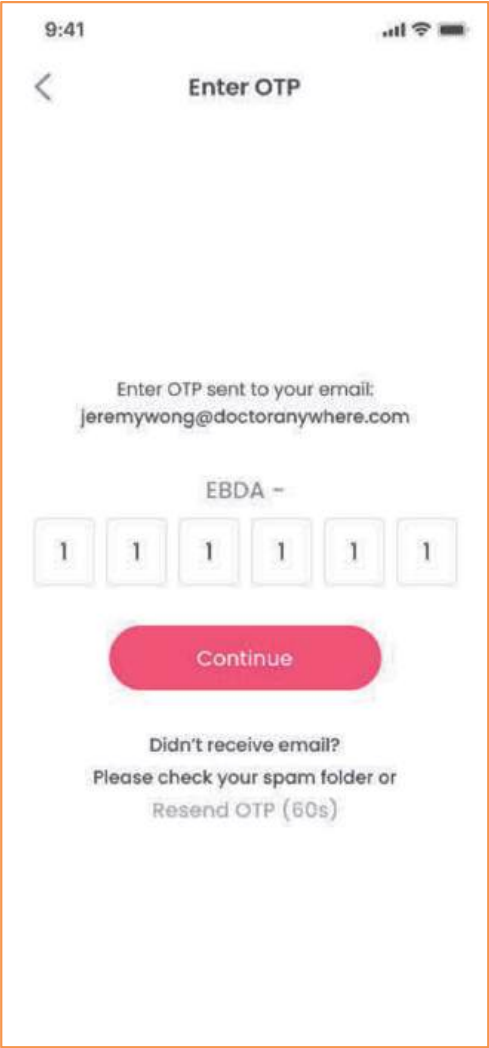 9:41
Enter OTP
Enter OTP sent to your email:
jeremywong@doctoranywhere.com
EBDA -
1 1 1 1 1 1
Continue
Didn't receive email?
Please check your spam folder or
Resend OTP (60s)